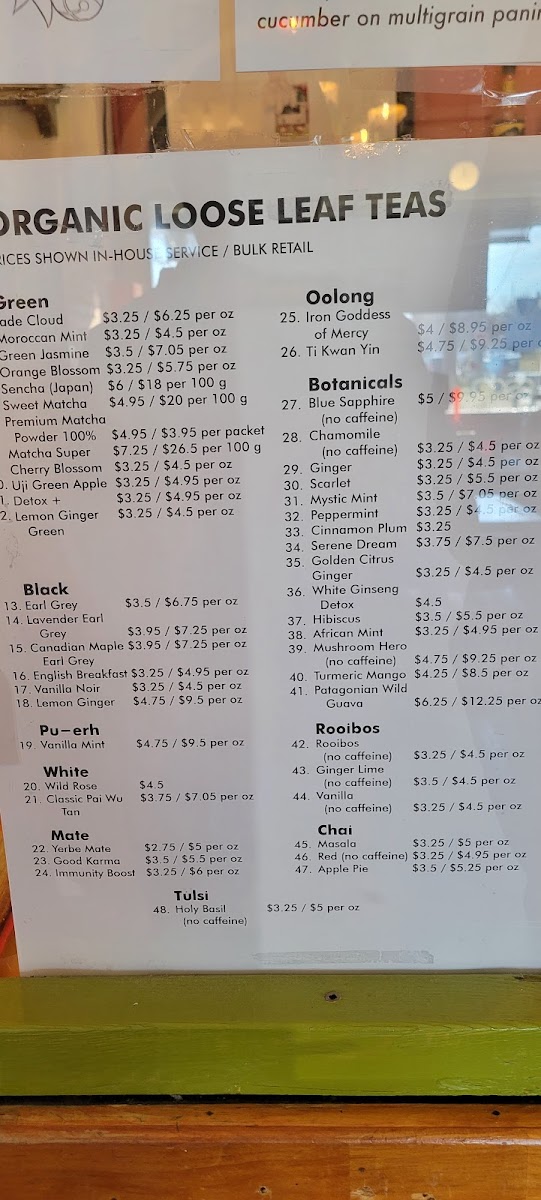 cucumber on multigrain panin
ORGANIC LOOSE LEAF TEAS
RICES SHOWN IN-HOUSE SERVICE / BULK RETAIL
Green
ade Cloud $3.25 / $6.25 per oz
Moroccan Mint $3.25 / $4.5 per oz
Green Jasmine $3.5 / $7.05 per oz
Orange Blossom $3.25 / $5.75 per oz
Sencha (Japan) $6 / $18 per 100 g
Sweet Matcha $4.95 / $20 per 100 g
Premium Matcha
Powder 100% $4.95 / $3.95 per packet
Matcha Super $7.25 / $26.5 per 100 g
Cherry Blossom $3.25 / $4.5 per oz
0. Uji Green Apple $3.25 / $4.95 per oz
1. Detox + $3.25 / $4.95 per oz
2. Lemon Ginger $3.25 / $4.5 per oz
Green
Black
13. Earl Grey $3.5 / $6.75 per oz
14. Lavender Earl
Grey $3.95 / $7.25 per oz
15. Canadian Maple $3.95 / $7.25 per oz
Earl Grey
16. English Breakfast $3.25 / $4.95 per oz
17. Vanilla Noir $3.25 / $4.5 per oz
18. Lemon Ginger $4.75 / $9.5 per oz
Pu-erh
19. Vanilla Mint $4.75 / $9.5 per oz
White
20. Wild Rose $4.5
21. Classic Pai Wu $3.75 / $7.05 per oz
Tan
Mate
22. Yerbe Mate $2.75 / $5 per oz
23. Good Karma $3.5 / $5.5 per oz
24. Immunity Boost $3.25 / $6 per oz
Oolong
25. Iron Goddess
of Mercy $4 / $8.95 per oz
26. Ti Kwan Yin $4.75 / $9.25 per o
Botanicals
27. Blue Sapphire $5 / $9.95 per oz
(no caffeine)
28. Chamomile
(no caffeine) $3.25 / $4.5 per oz
29. Ginger $3.25 / $4.5 per oz
30. Scarlet $3.25 / $5.5 per oz
31. Mystic Mint $3.5 / $7.05 per oz
32. Peppermint $3.25 / $4.5 per oz
33. Cinnamon Plum $3.25
34. Serene Dream $3.75 / $7.5 per oz
35. Golden Citrus
Ginger $3.25 / $4.5 per oz
36. White Ginseng
Detox $4.5
37. Hibiscus $3.5 / $5.5 per oz
38. African Mint $3.25 / $4.95 per oz
39. Mushroom Hero
(no caffeine) $4.75 / $9.25 per oz
40. Turmeric Mango $4.25 / $8.5 per oz
41. Patagonian Wild
Guava $6.25 / $12.25 per oz
Rooibos
42. Rooibos
(no caffeine) $3.25 / $4.5 per oz
43. Ginger Lime
(no caffeine) $3.5 / $4.5 per oz
44. Vanilla
(no caffeine) $3.25 / $4.5 per oz
Chai
45. Masala $3.25 / $5 per oz
46. Red (no caffeine) $3.25 / $4.95 per oz
47. Apple Pie $3.5 / $5.25 per oz
Tulsi
48. Holy Basil $3.25 / $5 per oz
(no caffeine)